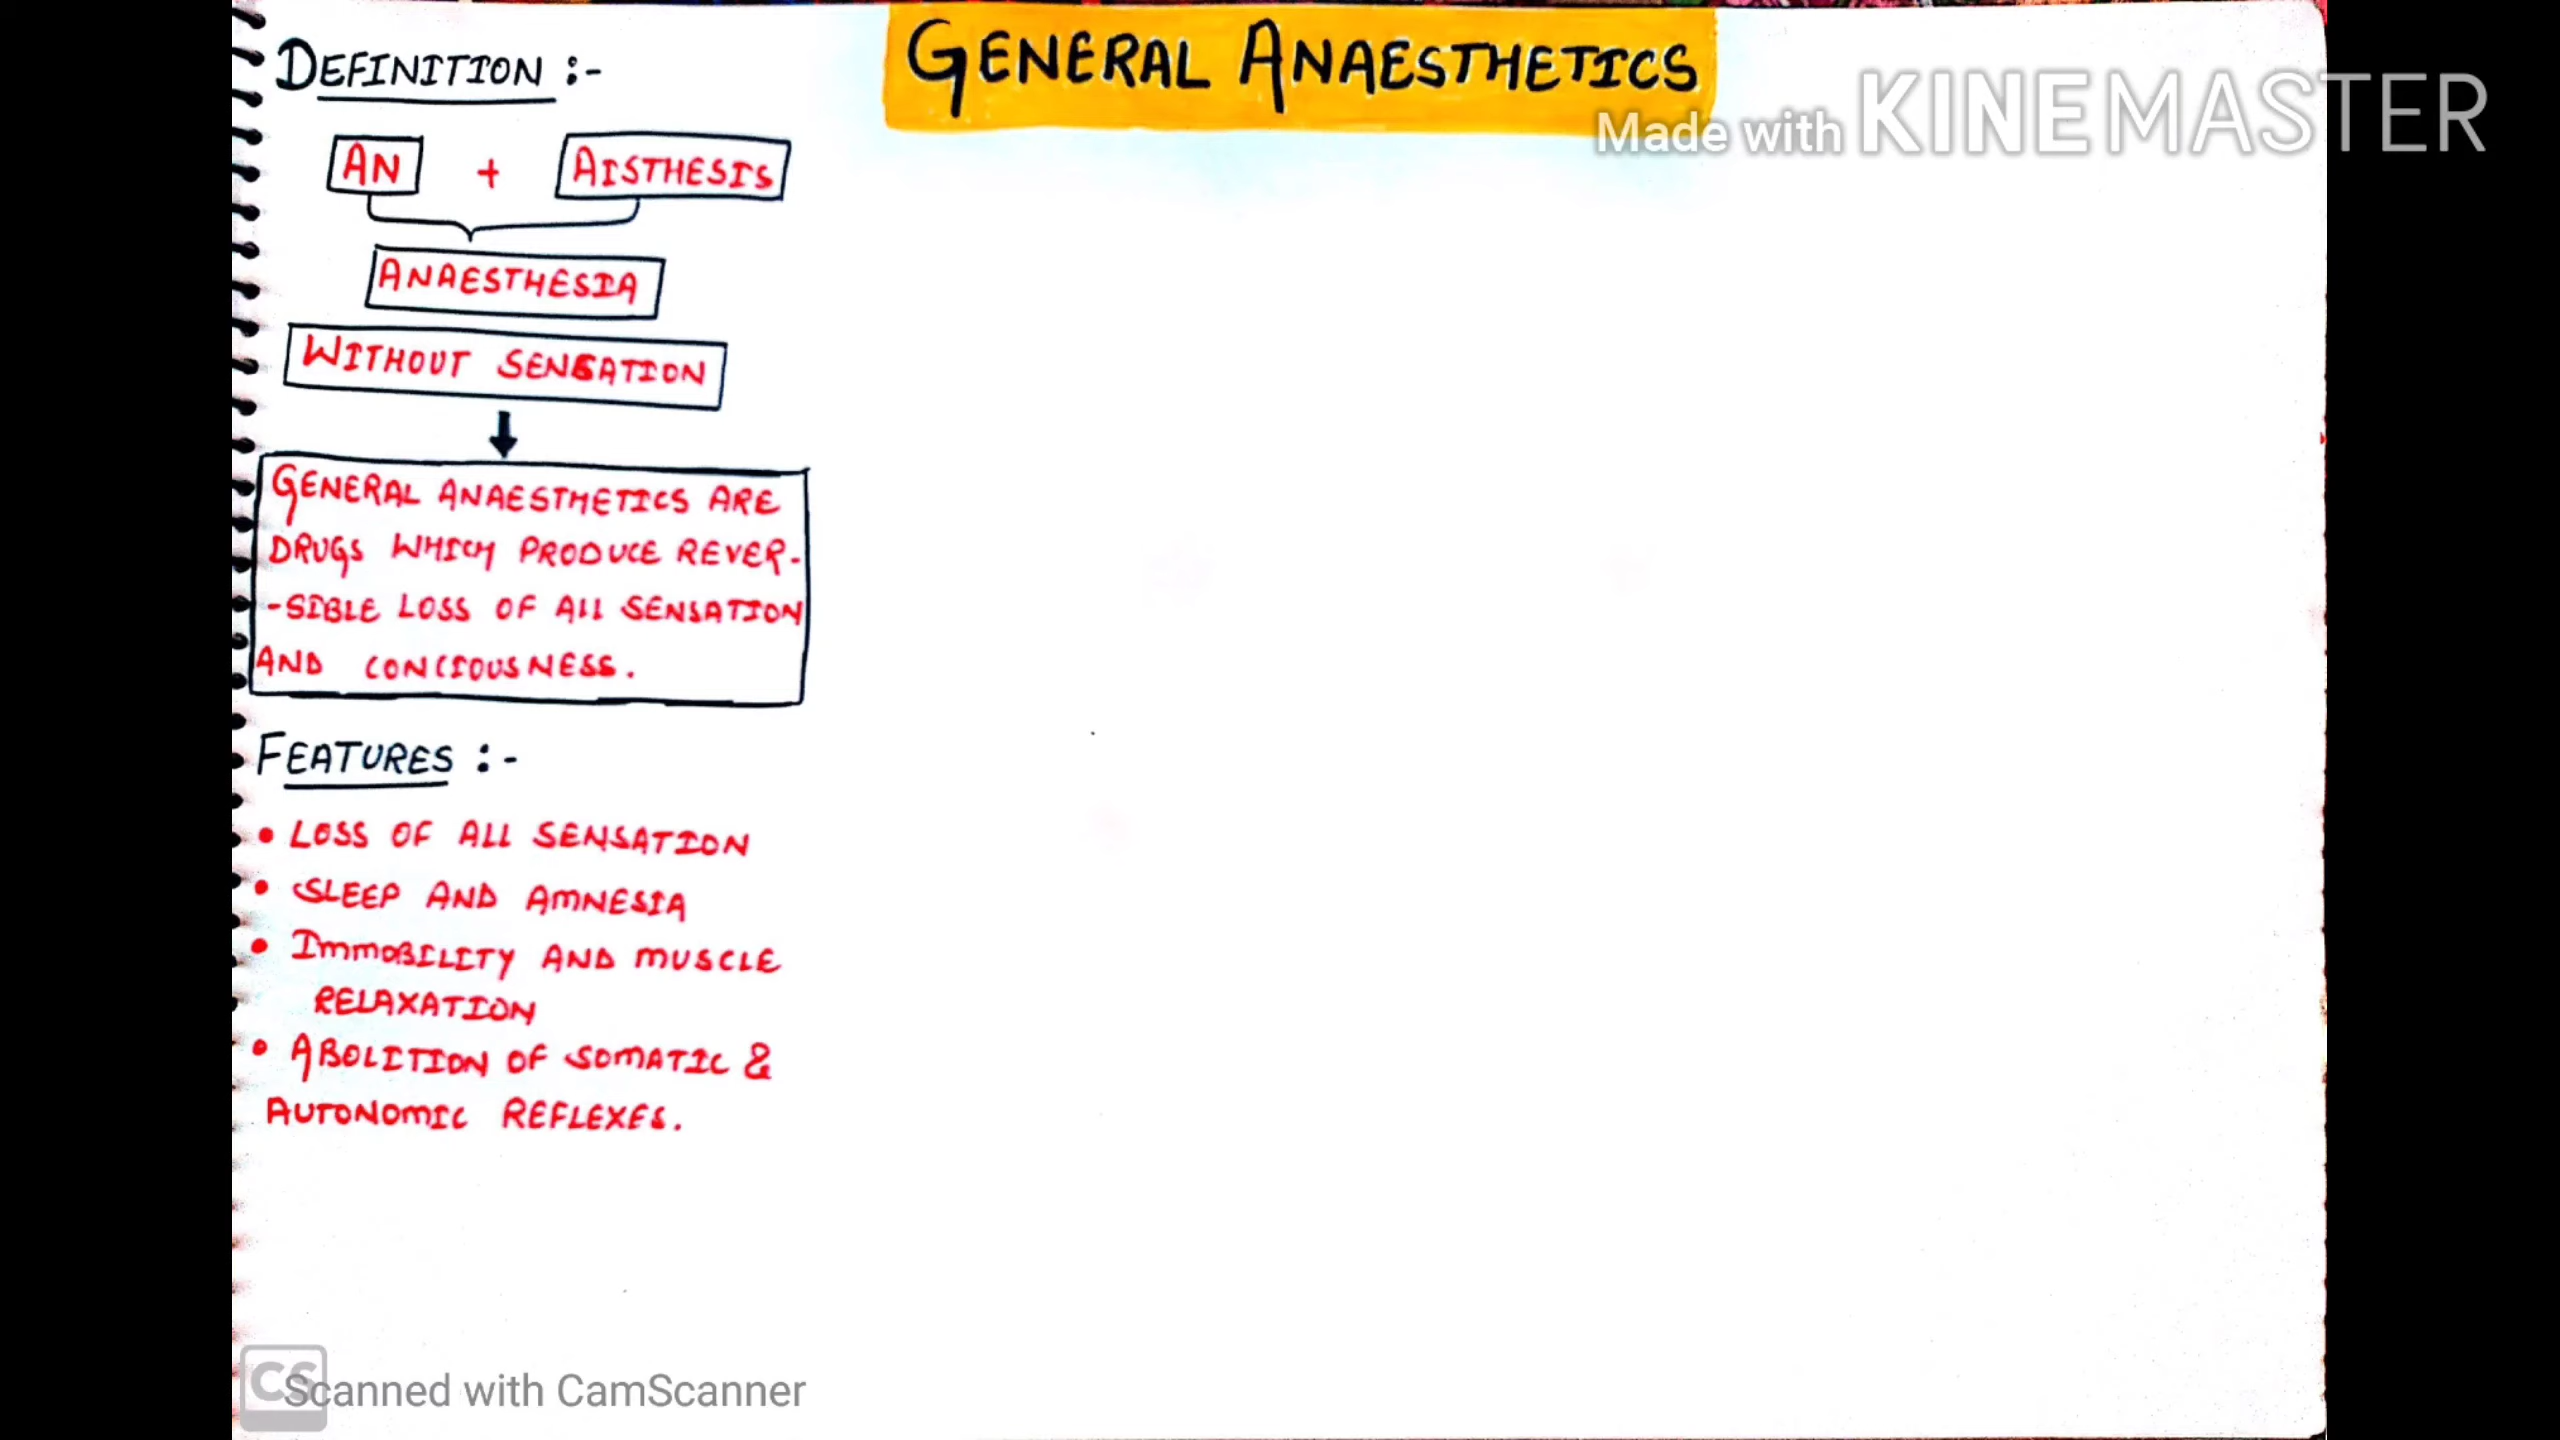 GENERAL ANAESTHETICS
Made with KINEMASTER
DEFINITION :-
AN + AISTHESIS
ANAESTHESIA
WITHOUT SENSATION
GENERAL ANAESTHETICS ARE
DRUGS WHICH PRODUCE REVER-
-SIBLE LOSS OF ALL SENSATION
AND CONCIOUSNESS.
FEATURES :-
• LOSS OF ALL SENSATION
• SLEEP AND AMNESIA
• IMMOBILITY AND MUSCLE
RELAXATION
• ABOLITION OF SOMATIC &
AUTONOMIC REFLEXES.
CS Scanned with CamScanner